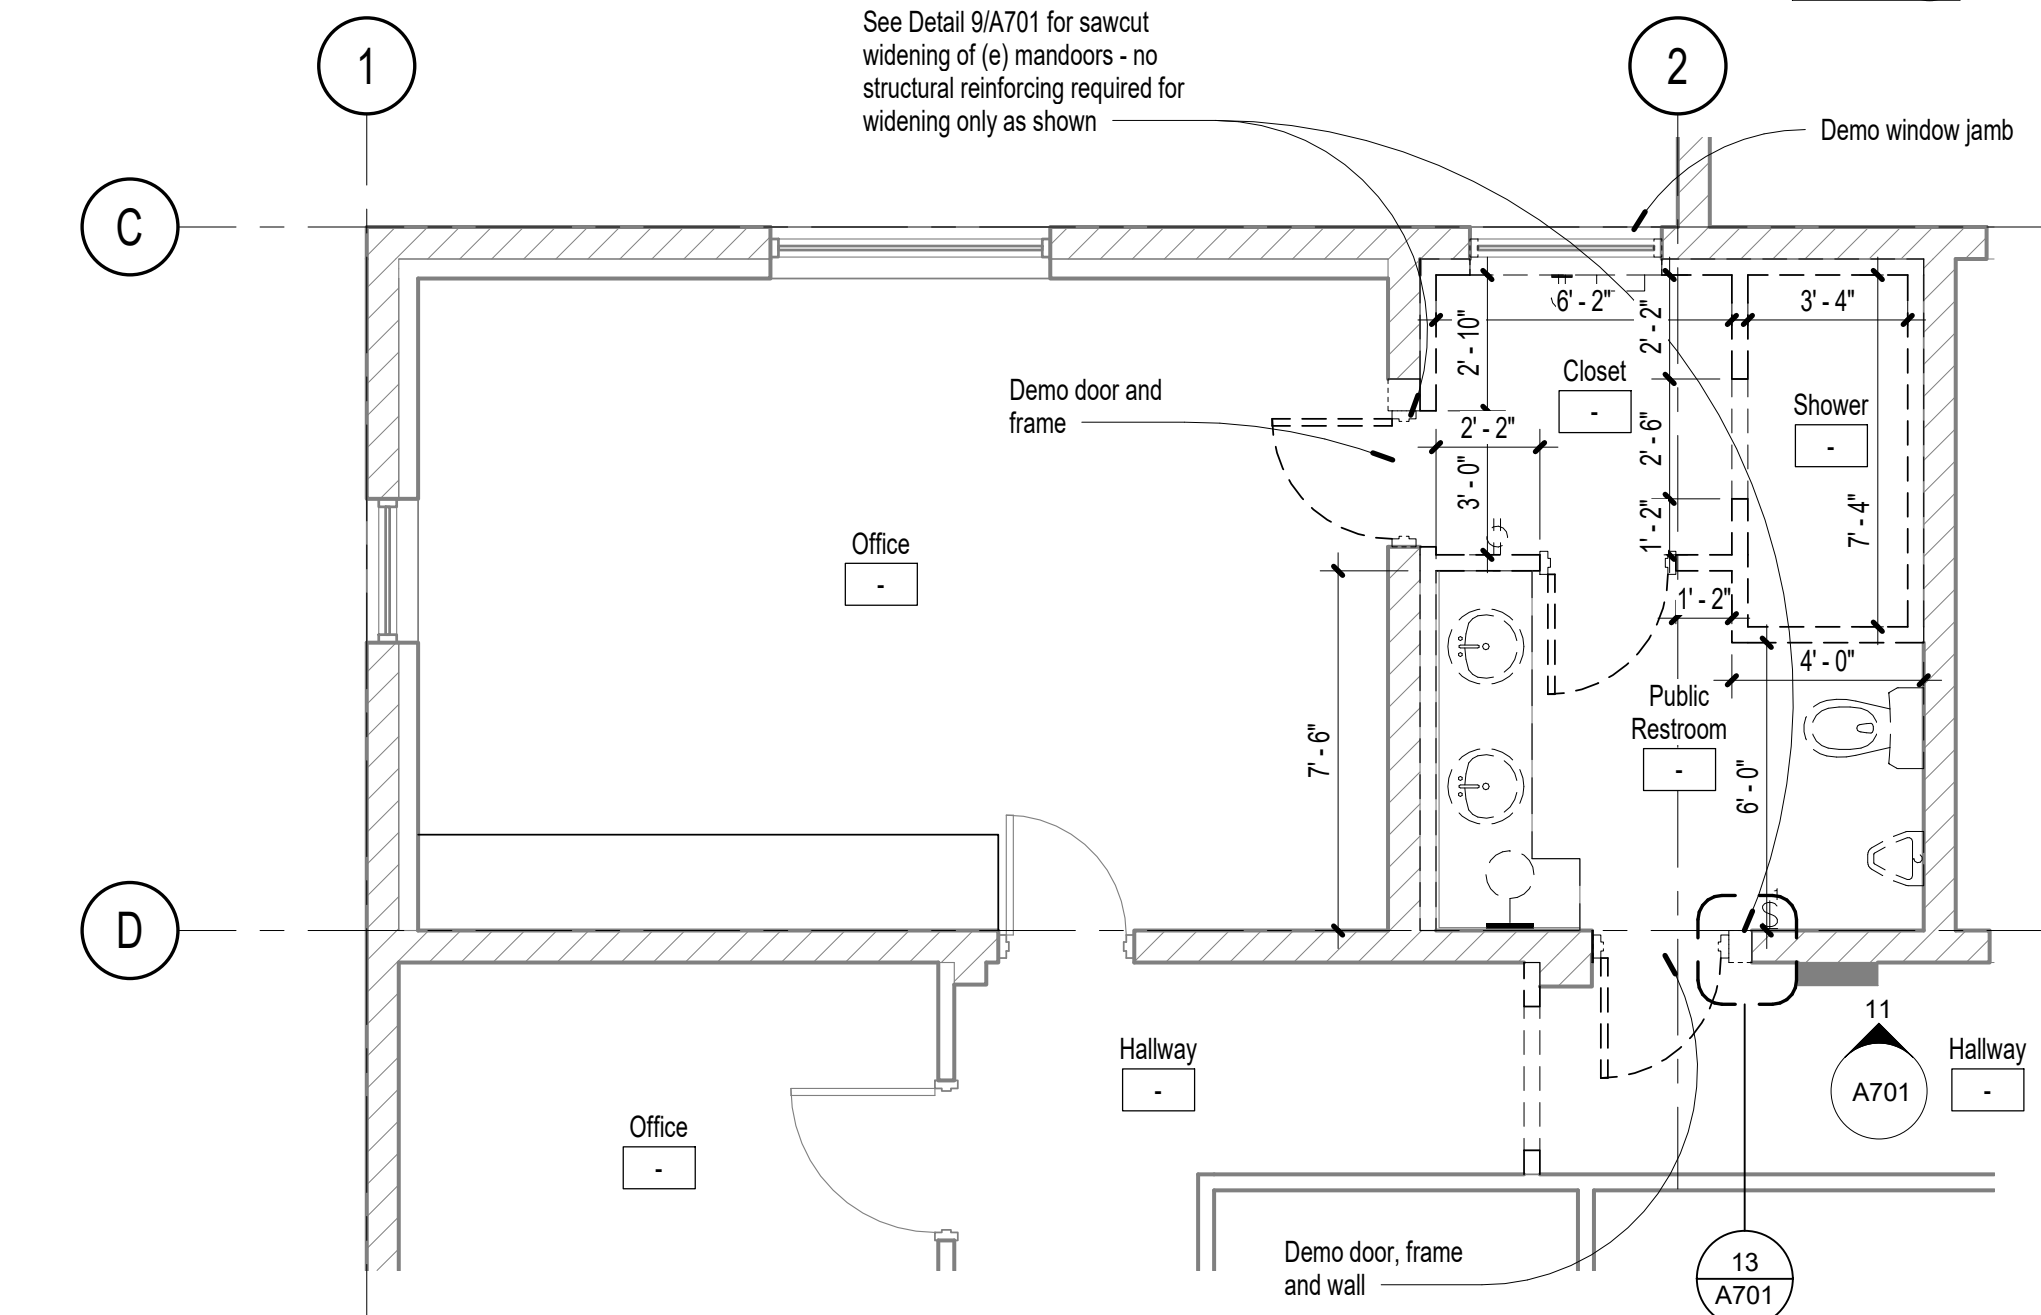 See Detail 9/A701 for sawcut
widening of (e) mandoors - no
structural reinforcing required for
widening only as shown
1
2
Demo window jamb
C
6' - 2"
3' - 4"
2' - 10"
2' - 2"
Closet
-
Demo door and
frame
Shower
-
2' - 2"
2' - 6"
3' - 0"
1' - 2"
7' - 4"
Office
-
1' - 2"
4' - 0"
Public
Restroom
-
7' - 6"
6' - 0"
D
11
A701
Hallway
-
Hallway
-
Office
-
Demo door, frame
and wall
13
A701